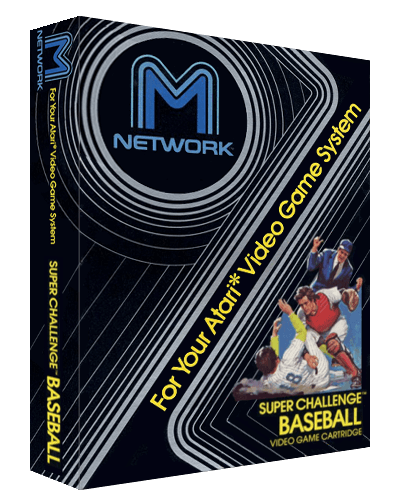 M
NETWORK
For Your Atari* Video Game System
SUPER CHALLENGE™
BASEBALL
M
NETWORK
For Your Atari* Video Game System
8
SUPER CHALLENGE™
BASEBALL
VIDEO GAME CARTRIDGE